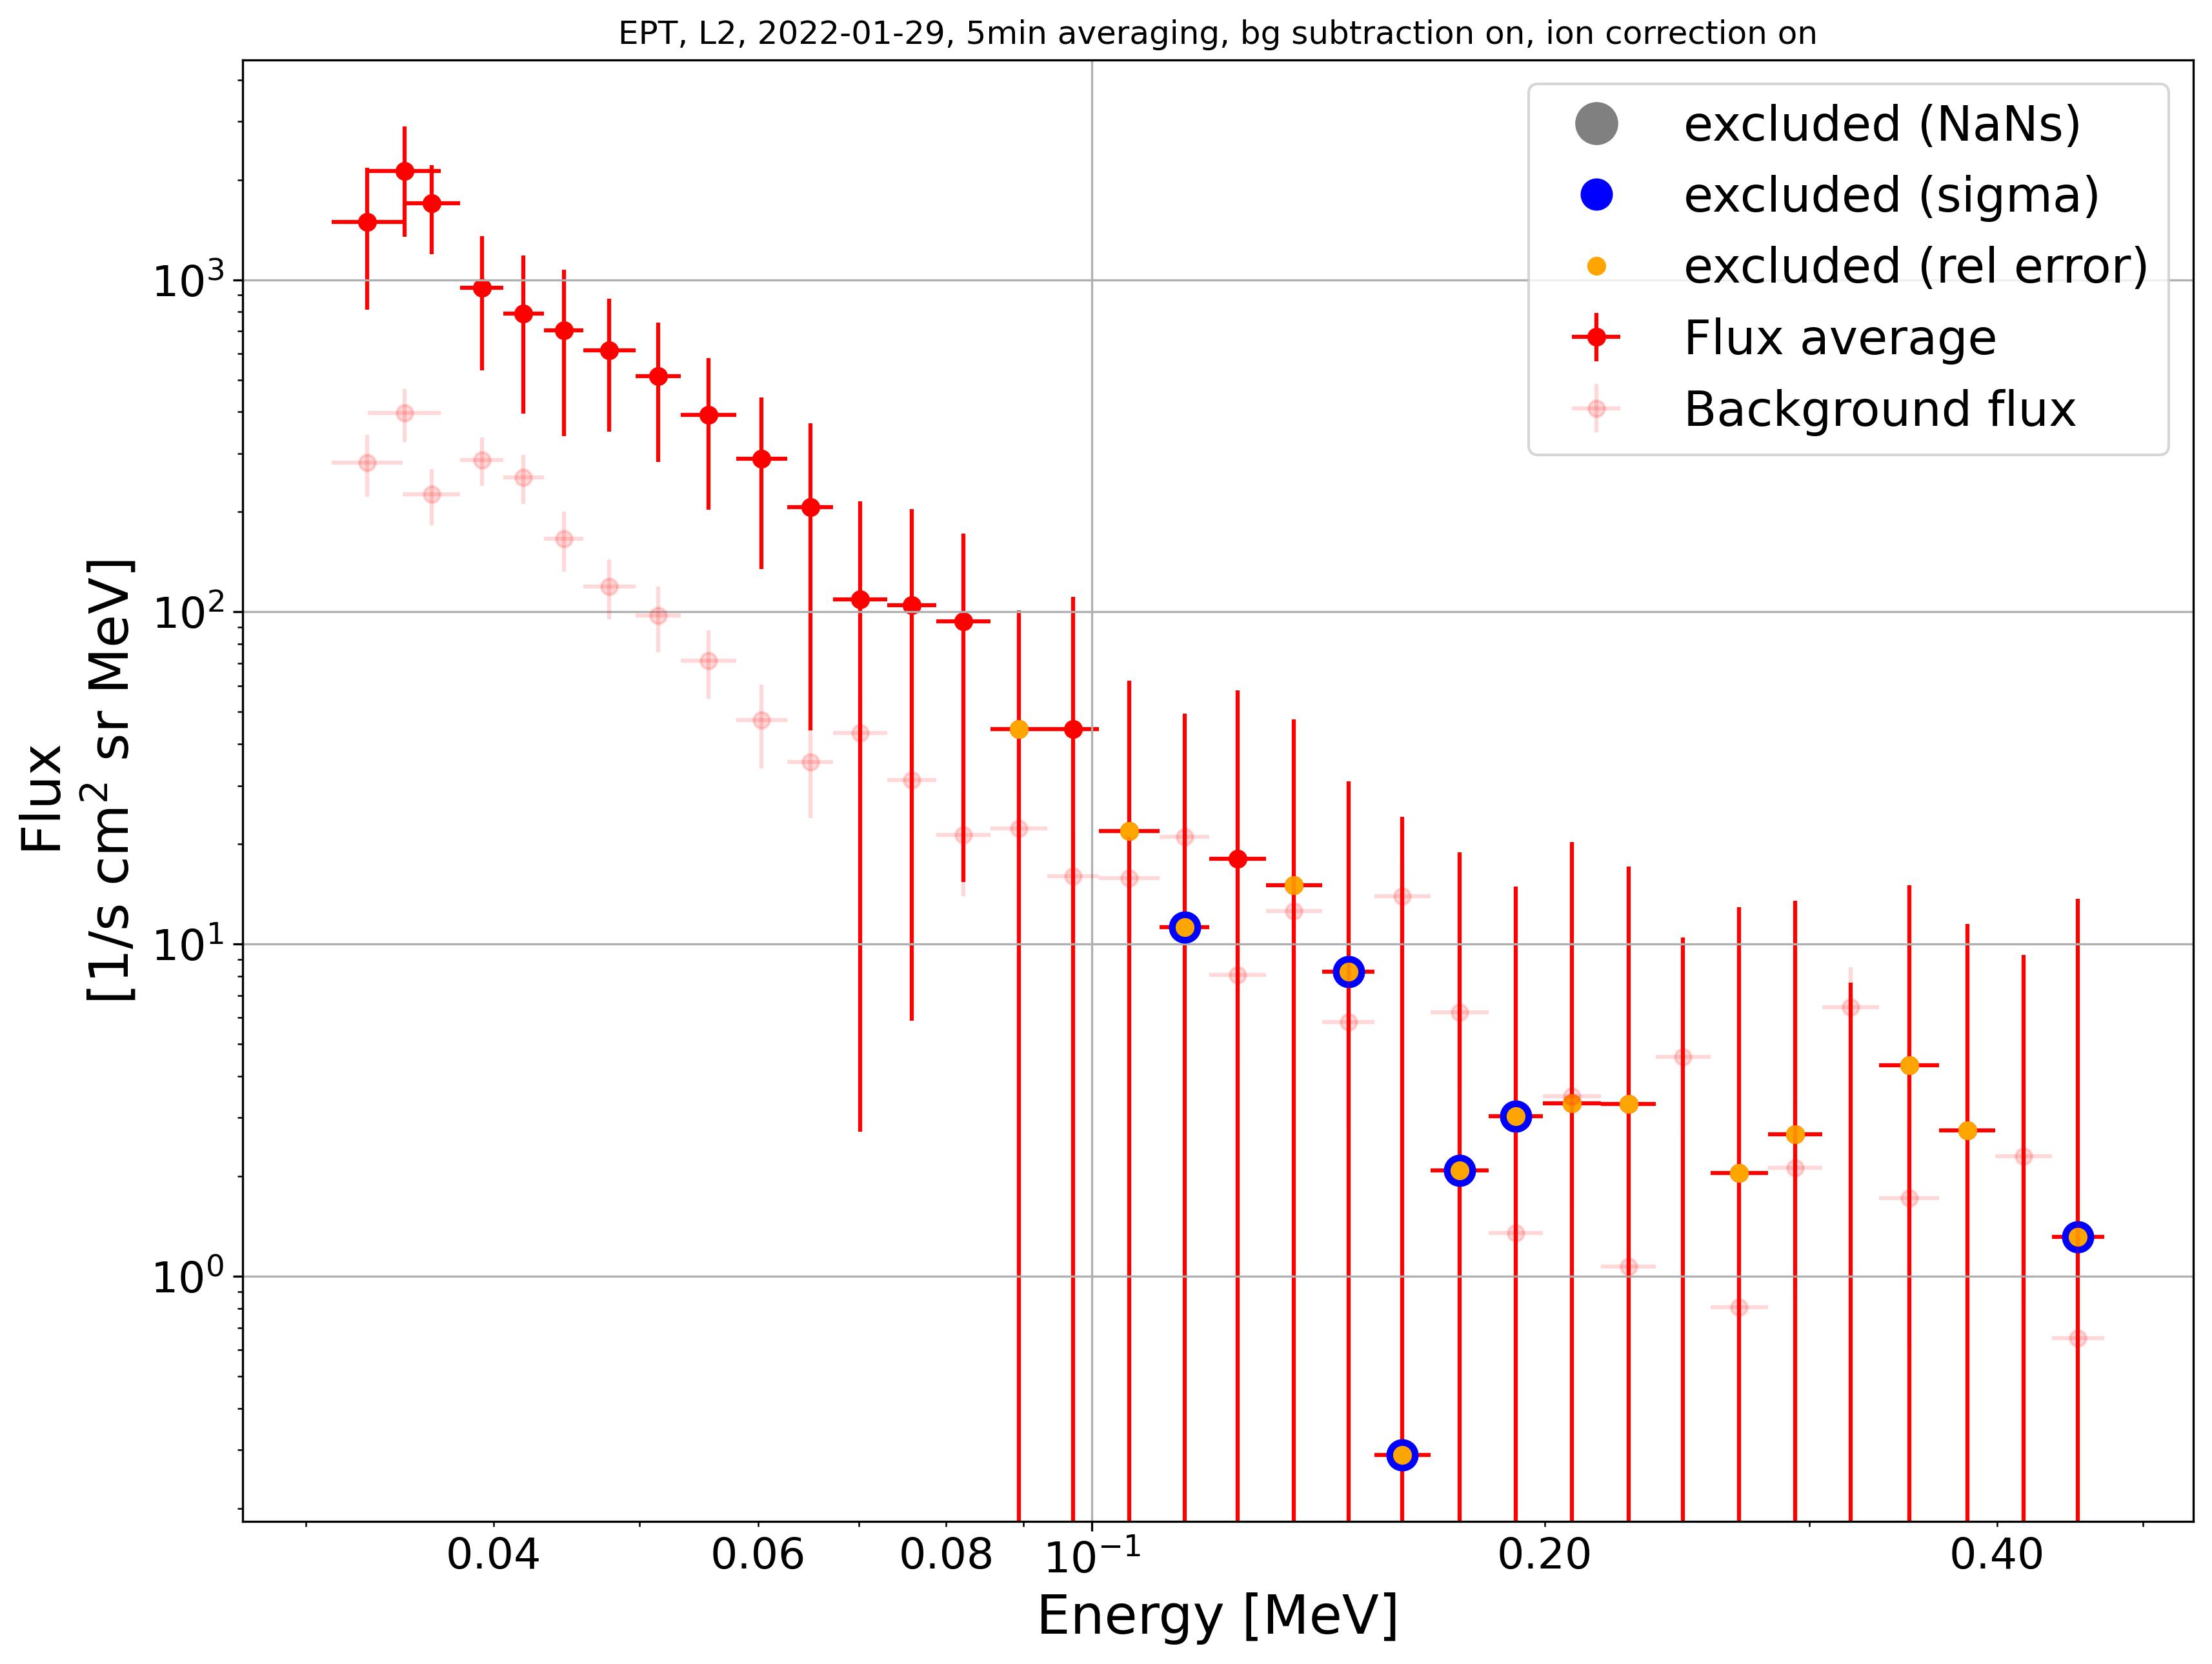 EPT, L2, 2022-01-29, 5min averaging, bg subtraction on, ion correction on
excluded (NaNs)
excluded (sigma)
excluded (rel error)
Flux average
Background flux
Flux
[1/s cm² sr MeV]
10³
10²
10¹
10⁰
0.04
0.06
0.08
10⁻¹
0.20
0.40
Energy [MeV]